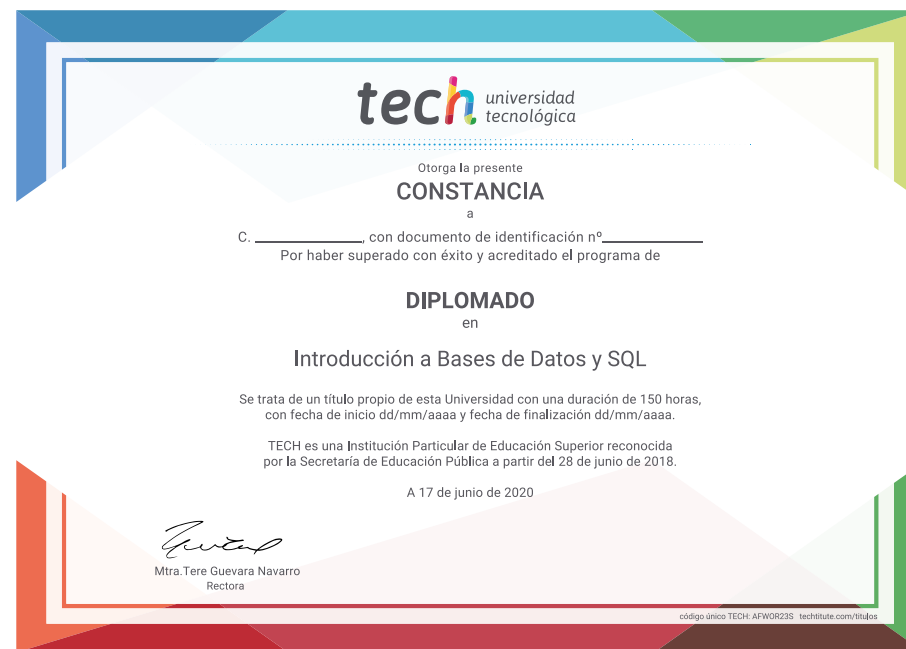 tech universidad
tecnológica
Otorga la presente
CONSTANCIA
a
C. ____________, con documento de identificación nº____________
Por haber superado con éxito y acreditado el programa de
DIPLOMADO
en
Introducción a Bases de Datos y SQL
Se trata de un título propio de esta Universidad con una duración de 150 horas,
con fecha de inicio dd/mm/aaaa y fecha de finalización dd/mm/aaaa.
TECH es una Institución Particular de Educación Superior reconocida
por la Secretaría de Educación Pública a partir del 28 de junio de 2018.
A 17 de junio de 2020
Mtra.Tere Guevara Navarro
Rectora
código único TECH: AFWOR23S techtitute.com/titulos